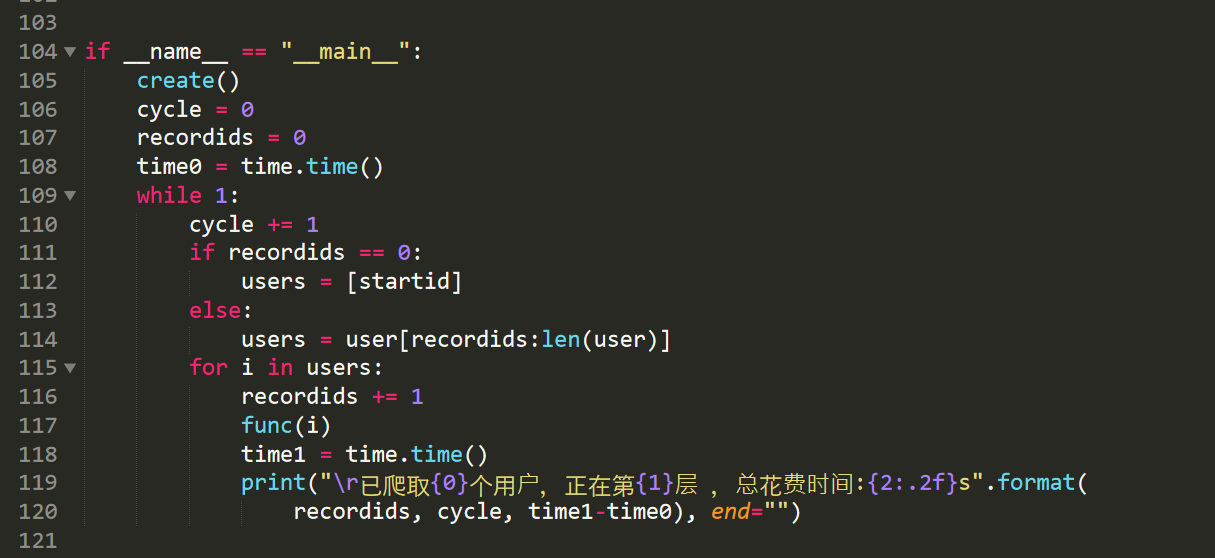 103
104 if __name__ == "__main__":
105     create()
106     cycle = 0
107     recordids = 0
108     time0 = time.time()
109     while 1:
110         cycle += 1
111         if recordids == 0:
112             users = [startid]
113         else:
114             users = user[recordids:len(user)]
115         for i in users:
116             recordids += 1
117             func(i)
118             time1 = time.time()
119             print("\r已爬取{0}个用户，正在第{1}层 ，总花费时间:{2:.2f}s".format(
120                 recordids, cycle, time1-time0), end="")
121